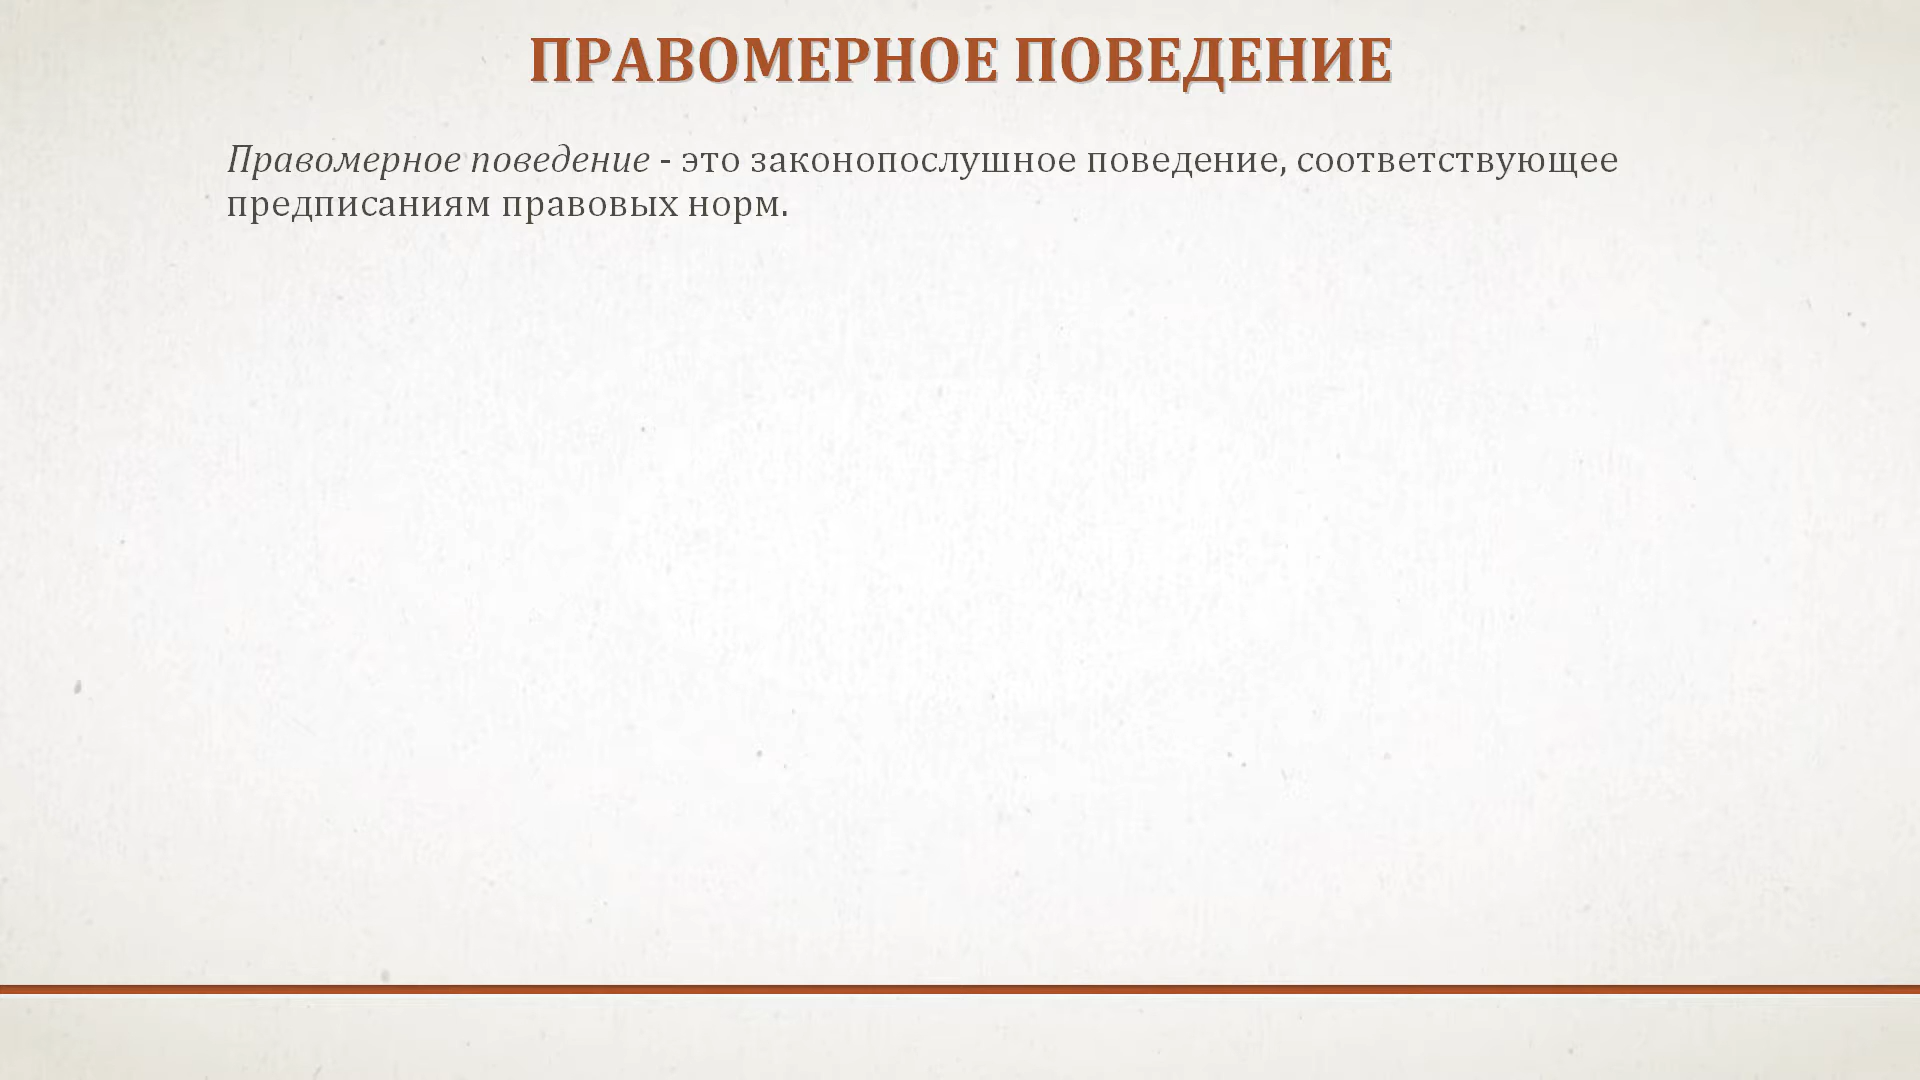 ПРАВОМЕРНОЕ ПОВЕДЕНИЕ
Правомерное поведение - это законопослушное поведение, соответствующее
предписаниям правовых норм.